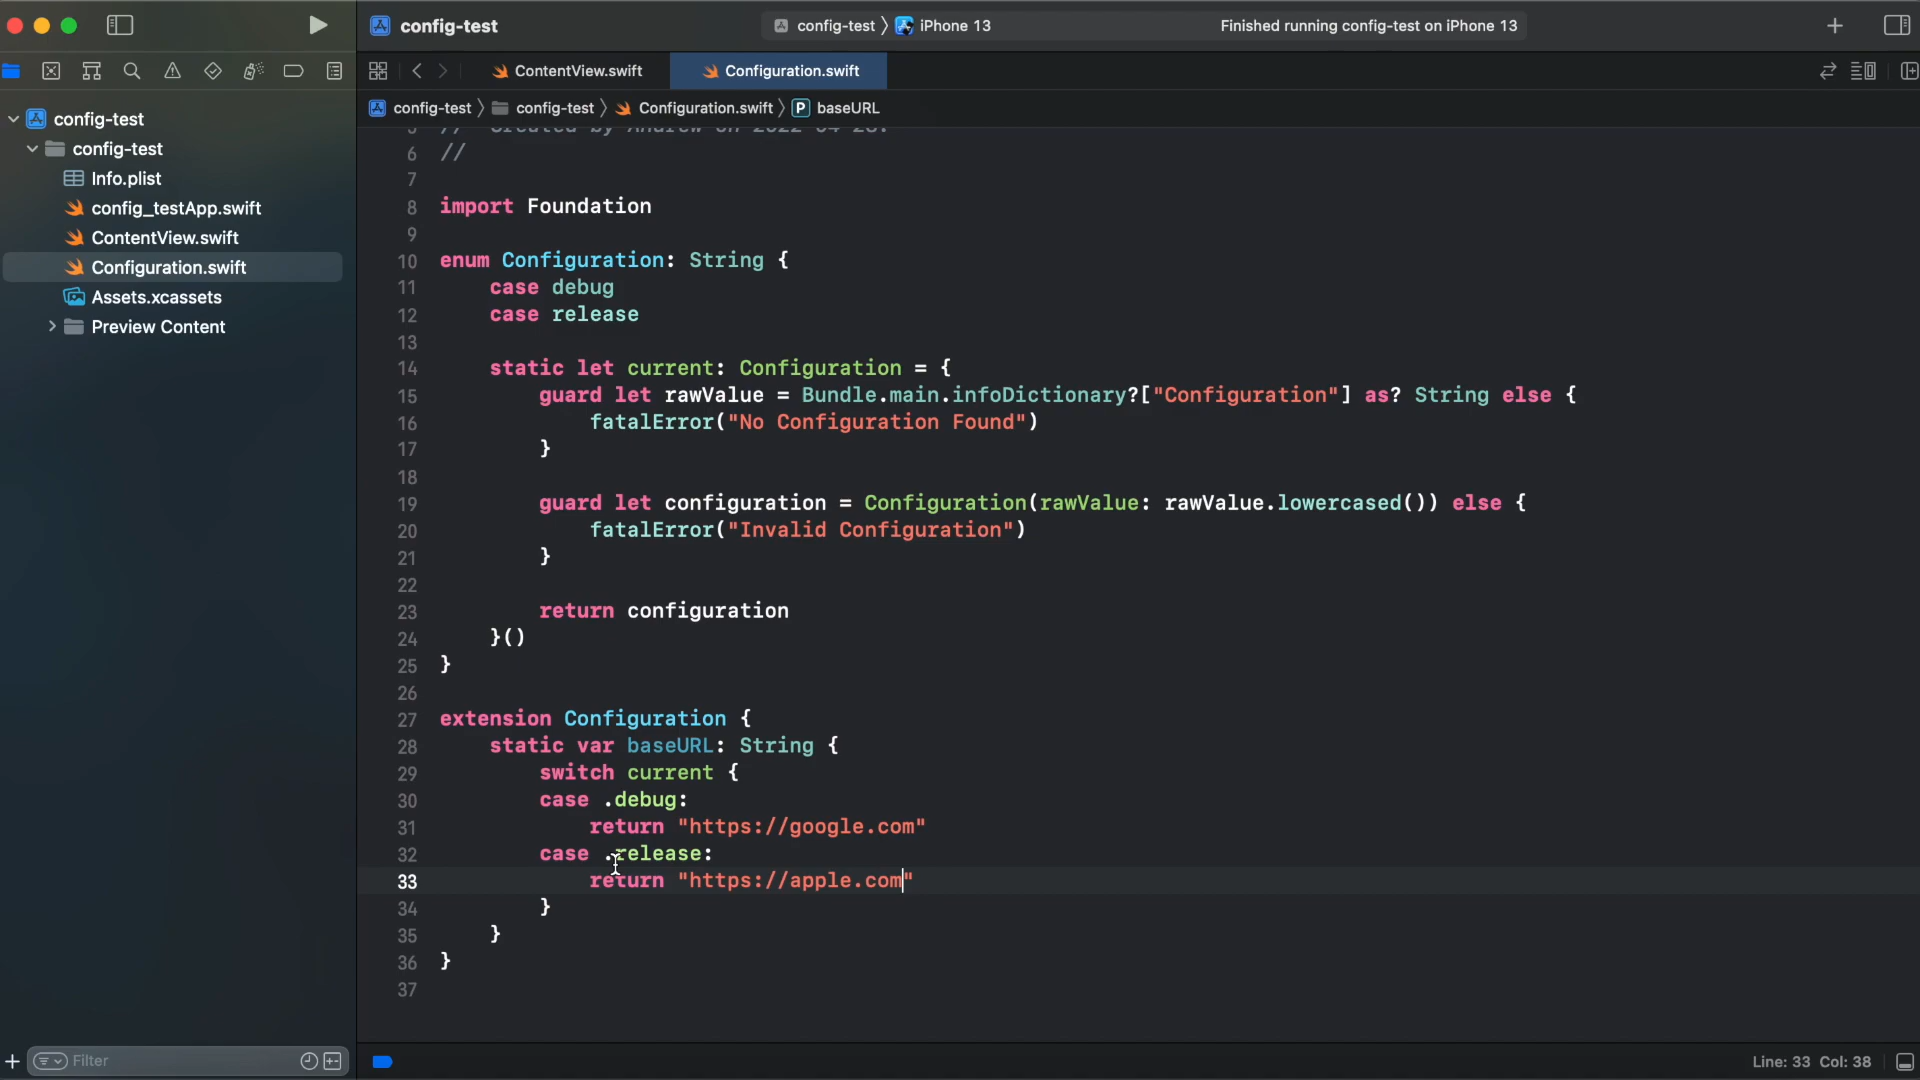 config-test
config-test
iPhone 13
Finished running config-test on iPhone 13
ContentView.swift
Configuration.swift
config-test
config-test
Configuration.swift
P
baseURL
config-test
config-test
Info.plist
config_testApp.swift
ContentView.swift
Configuration.swift
Assets.xcassets
Preview Content
6 //
7
8 import Foundation
9
10 enum Configuration: String {
11 case debug
12 case release
13
14 static let current: Configuration = {
15 guard let rawValue = Bundle.main.infoDictionary?["Configuration"] as? String else {
16 fatalError("No Configuration Found")
17 }
18
19 guard let configuration = Configuration(rawValue: rawValue.lowercased()) else {
20 fatalError("Invalid Configuration")
21 }
22
23 return configuration
24 }()
25 }
26
27 extension Configuration {
28 static var baseURL: String {
29 switch current {
30 case .debug:
31 return "https://google.com"
32 case .release:
33 return "https://apple.com"
34 }
35 }
36 }
37
Filter
Line: 33 Col: 38